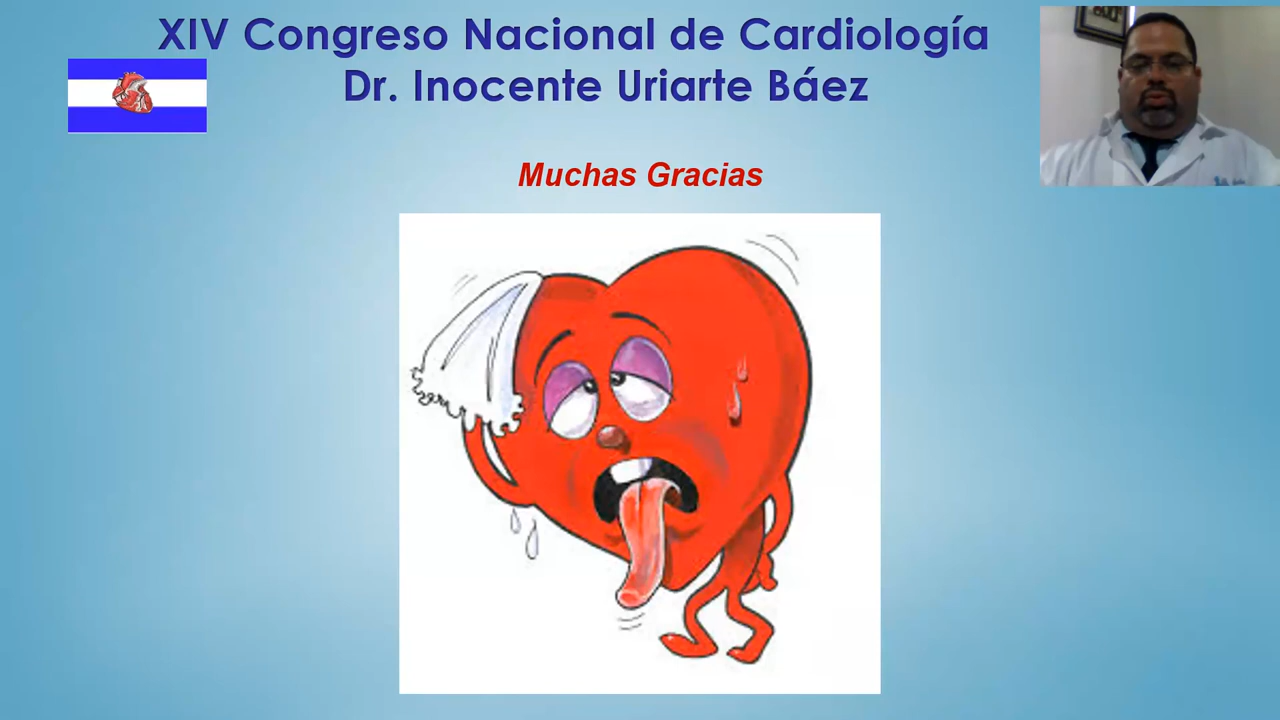 XIV Congreso Nacional de Cardiología
Dr. Inocente Uriarte Báez
Muchas Gracias